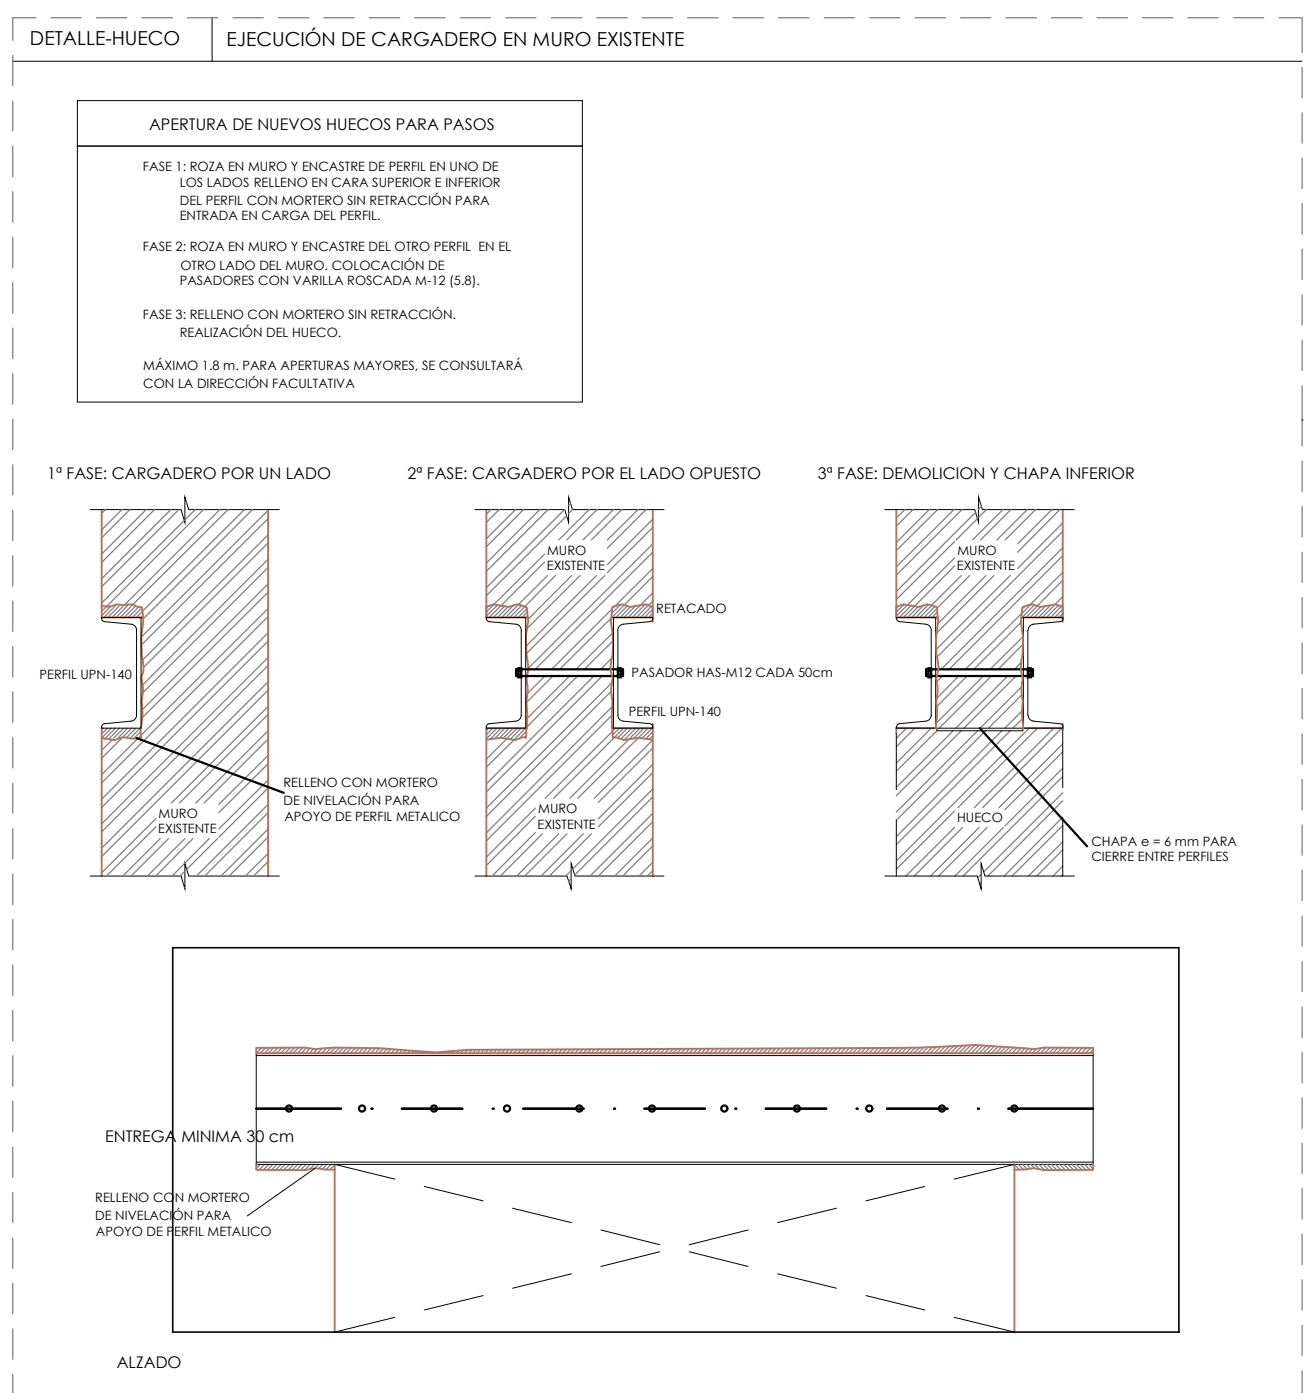 DETALLE-HUECO
EJECUCIÓN DE CARGADERO EN MURO EXISTENTE
APERTURA DE NUEVOS HUECOS PARA PASOS
FASE 1: ROZA EN MURO Y ENCASTRE DE PERFIL EN UNO DE
LOS LADOS RELLENO EN CARA SUPERIOR E INFERIOR
DEL PERFIL CON MORTERO SIN RETRACCIÓN PARA
ENTRADA EN CARGA DEL PERFIL.
FASE 2: ROZA EN MURO Y ENCASTRE DEL OTRO PERFIL EN EL
OTRO LADO DEL MURO. COLOCACIÓN DE
PASADORES CON VARILLA ROSCADA M-12 (5.8).
FASE 3: RELLENO CON MORTERO SIN RETRACCIÓN.
REALIZACIÓN DEL HUECO.
MÁXIMO 1.8 m. PARA APERTURAS MAYORES, SE CONSULTARÁ
CON LA DIRECCIÓN FACULTATIVA
1ª FASE: CARGADERO POR UN LADO
PERFIL UPN-140
RELLENO CON MORTERO
DE NIVELACIÓN PARA
APOYO DE PERFIL METALICO
MURO
EXISTENTE
2ª FASE: CARGADERO POR EL LADO OPUESTO
MURO
EXISTENTE
RETACADO
PASADOR HAS-M12 CADA 50cm
PERFIL UPN-140
MURO
EXISTENTE
3ª FASE: DEMOLICION Y CHAPA INFERIOR
MURO
EXISTENTE
HUECO
CHAPA e = 6 mm PARA
CIERRE ENTRE PERFILES
ENTREGA MINIMA 30 cm
RELLENO CON MORTERO
DE NIVELACIÓN PARA
APOYO DE PERFIL METALICO
ALZADO